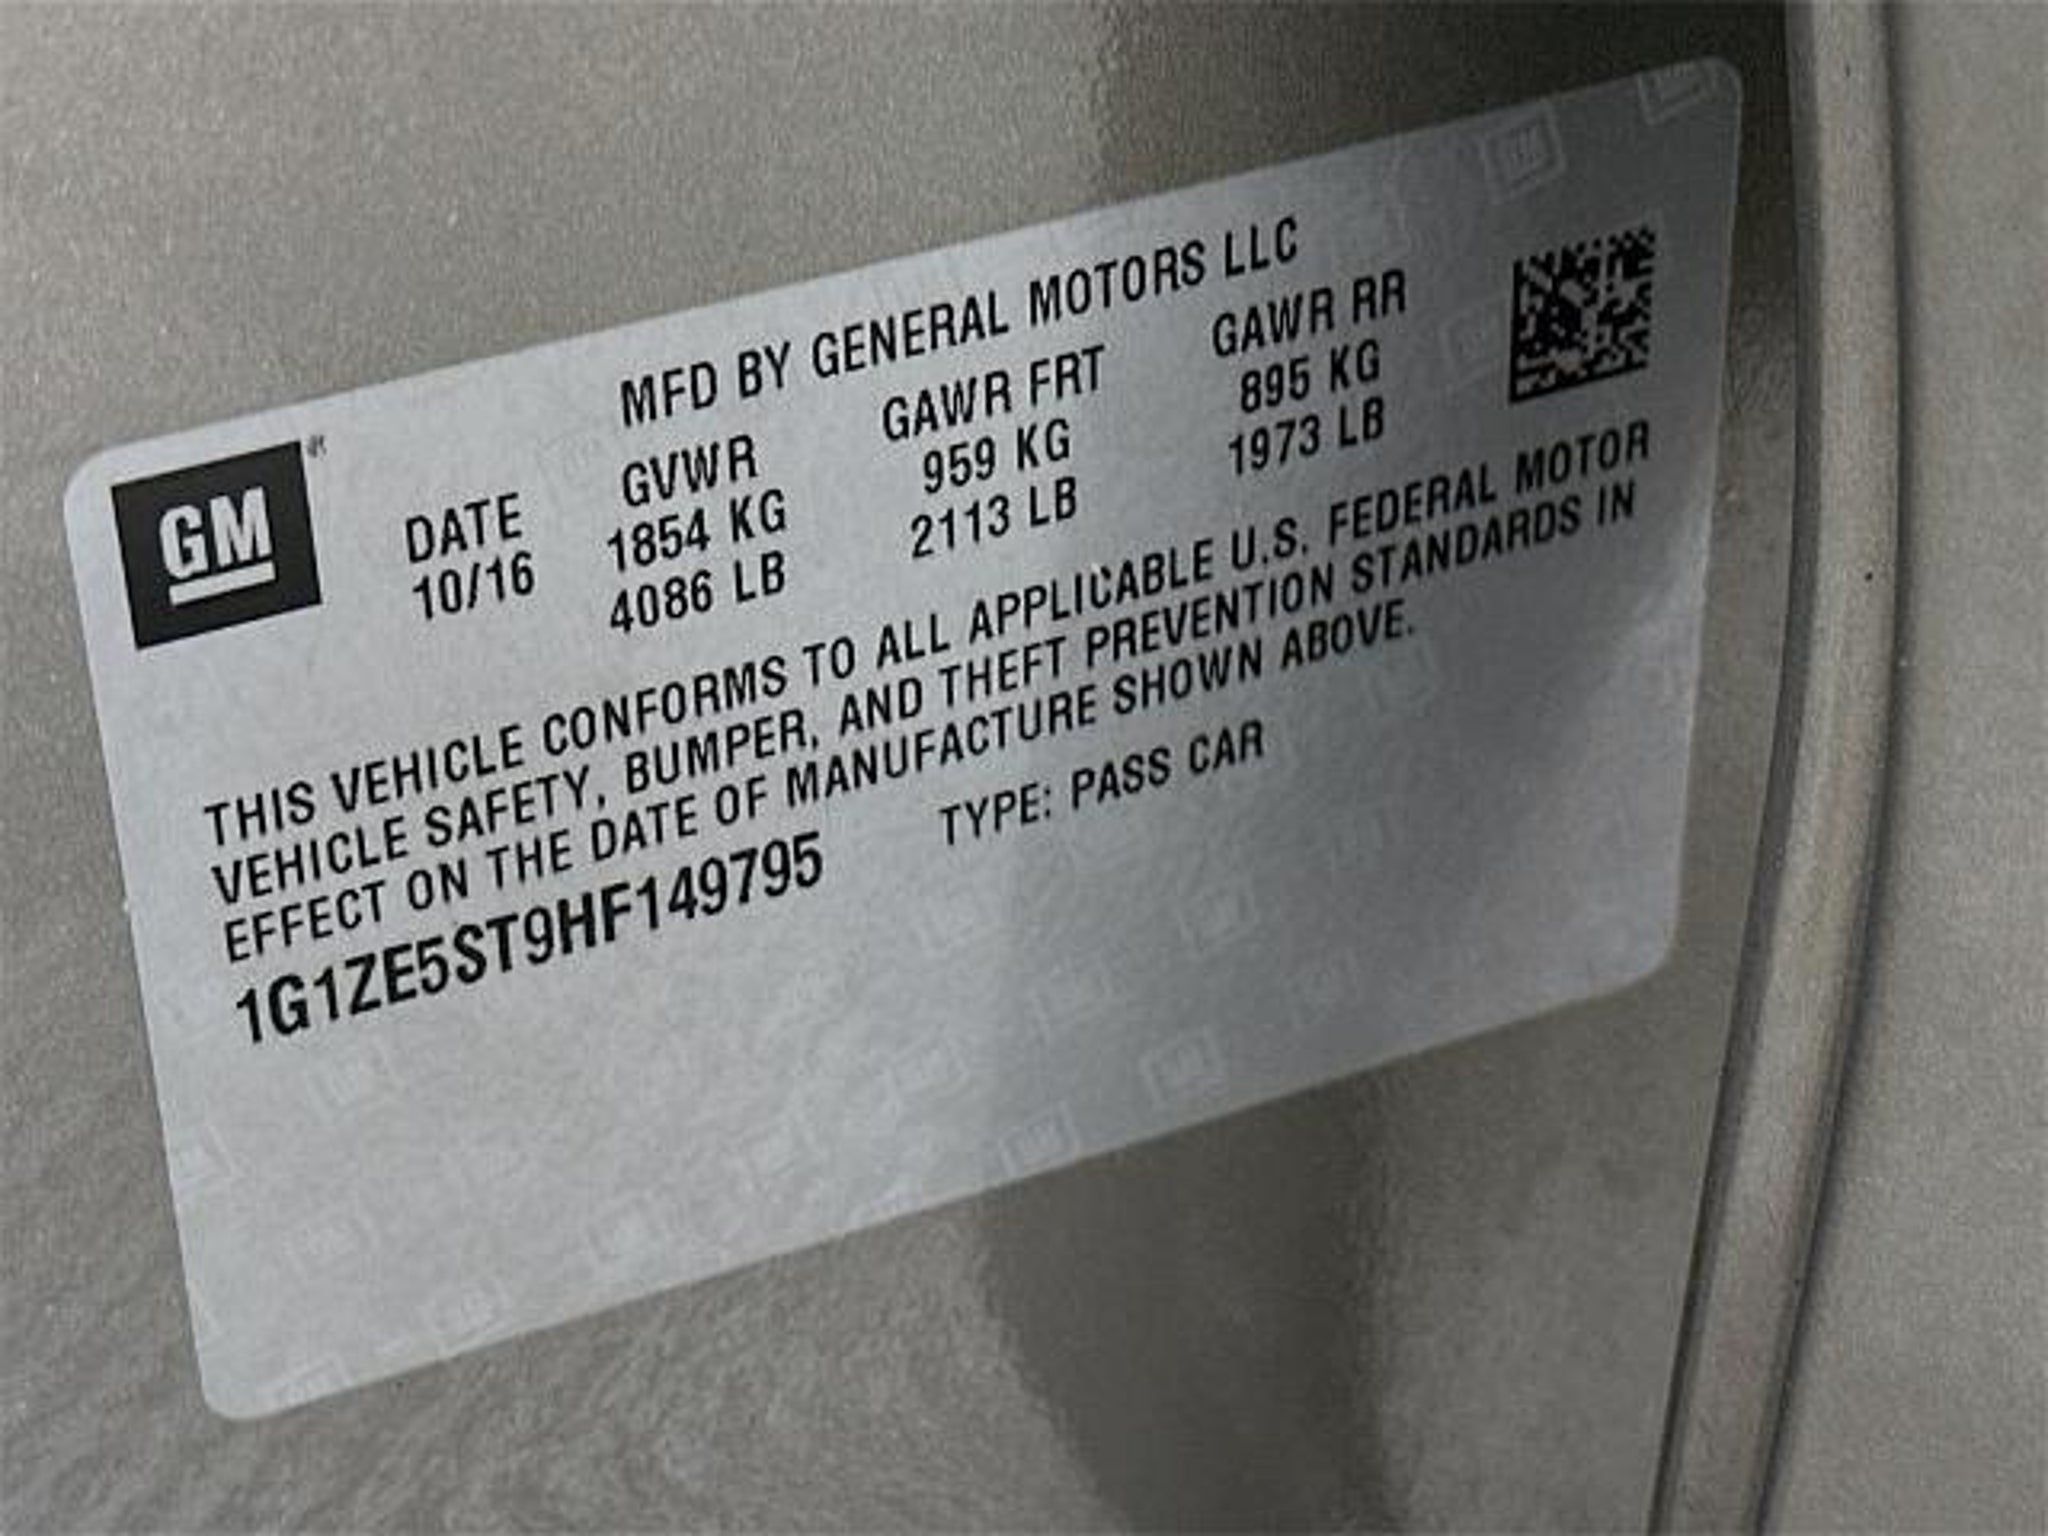 MFD BY GENERAL MOTORS LLC
GM
DATE GVWR GAWR FRT GAWR RR
10/16 1854 KG 959 KG 895 KG
4086 LB 2113 LB 1973 LB
THIS VEHICLE CONFORMS TO ALL APPLICABLE U.S. FEDERAL MOTOR
VEHICLE SAFETY, BUMPER, AND THEFT PREVENTION STANDARDS IN
EFFECT ON THE DATE OF MANUFACTURE SHOWN ABOVE.
1G1ZE5ST9HF149795 TYPE: PASS CAR